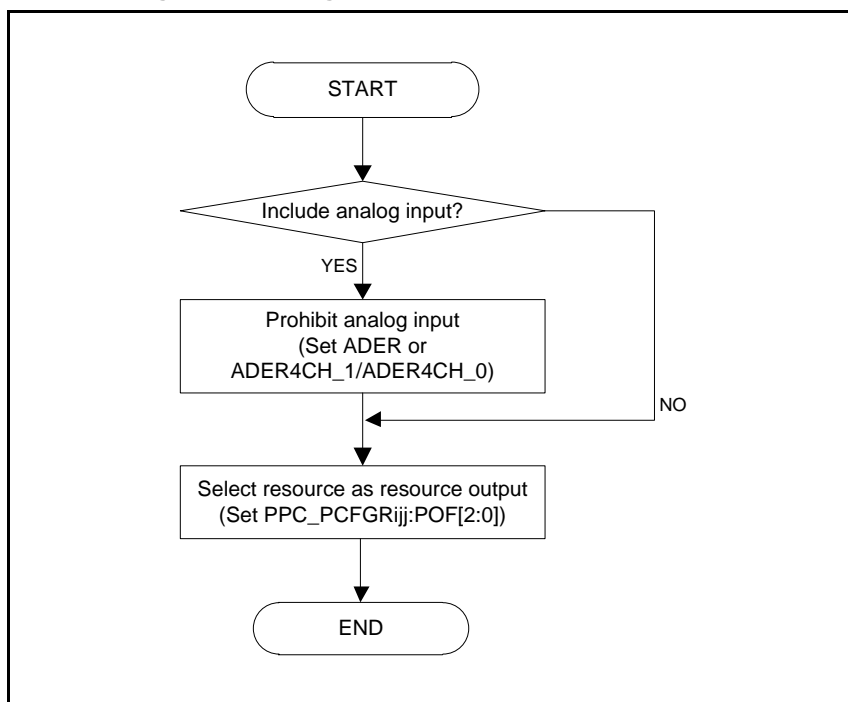 START
Include analog input?
YES
Prohibit analog input
(Set ADER or
ADER4CH_1/ADER4CH_0)
NO
Select resource as resource output
(Set PPC_PCFGRijj:POF[2:0])
END